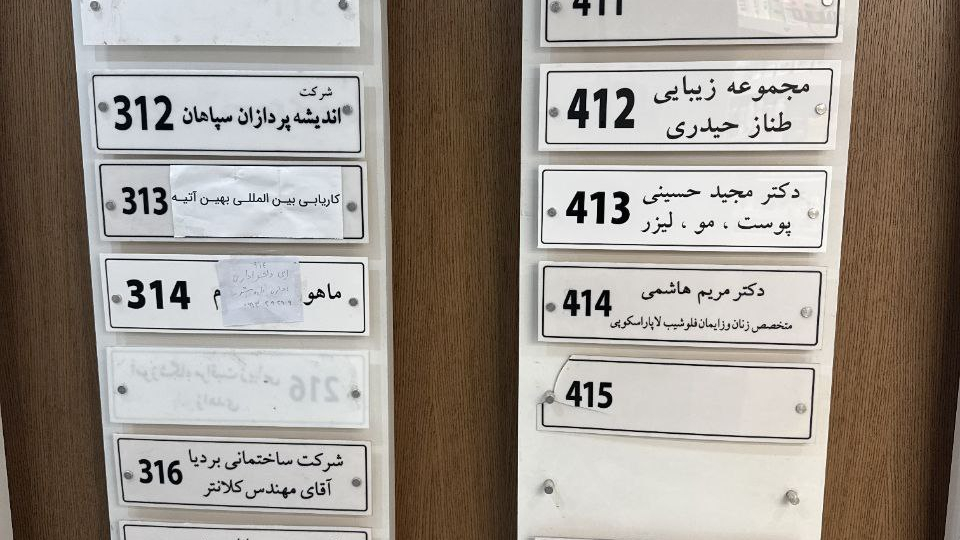 312
شرکت
اندیشه پردازان سپاهان
313
کاریابی بین المللی بهین آتیه
314
ماهو
316
شرکت ساختمانی بردیا
آقای مهندس کلانتر
411
412
مجموعه زیبایی
طناز حیدری
413
دکتر مجید حسینی
پوست ، مو ، لیزر
414
دکتر مریم هاشمی
متخصص زنان وزایمان فلوشیپ لاپاراسکوپی
415